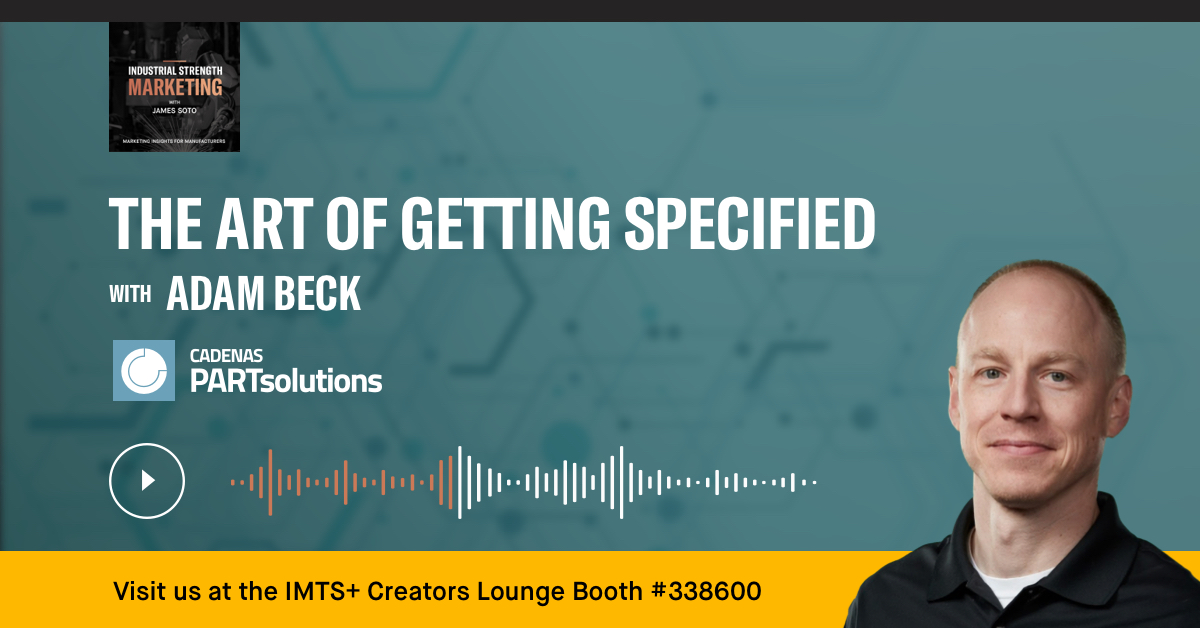 INDUSTRIAL STRENGTH
MARKETING
WITH
JAMES SOTO
MARKETING INSIGHTS FOR MANUFACTURERS
THE ART OF GETTING SPECIFIED
WITH ADAM BECK
CADENAS
PARTsolutions
Visit us at the IMTS+ Creators Lounge Booth #338600